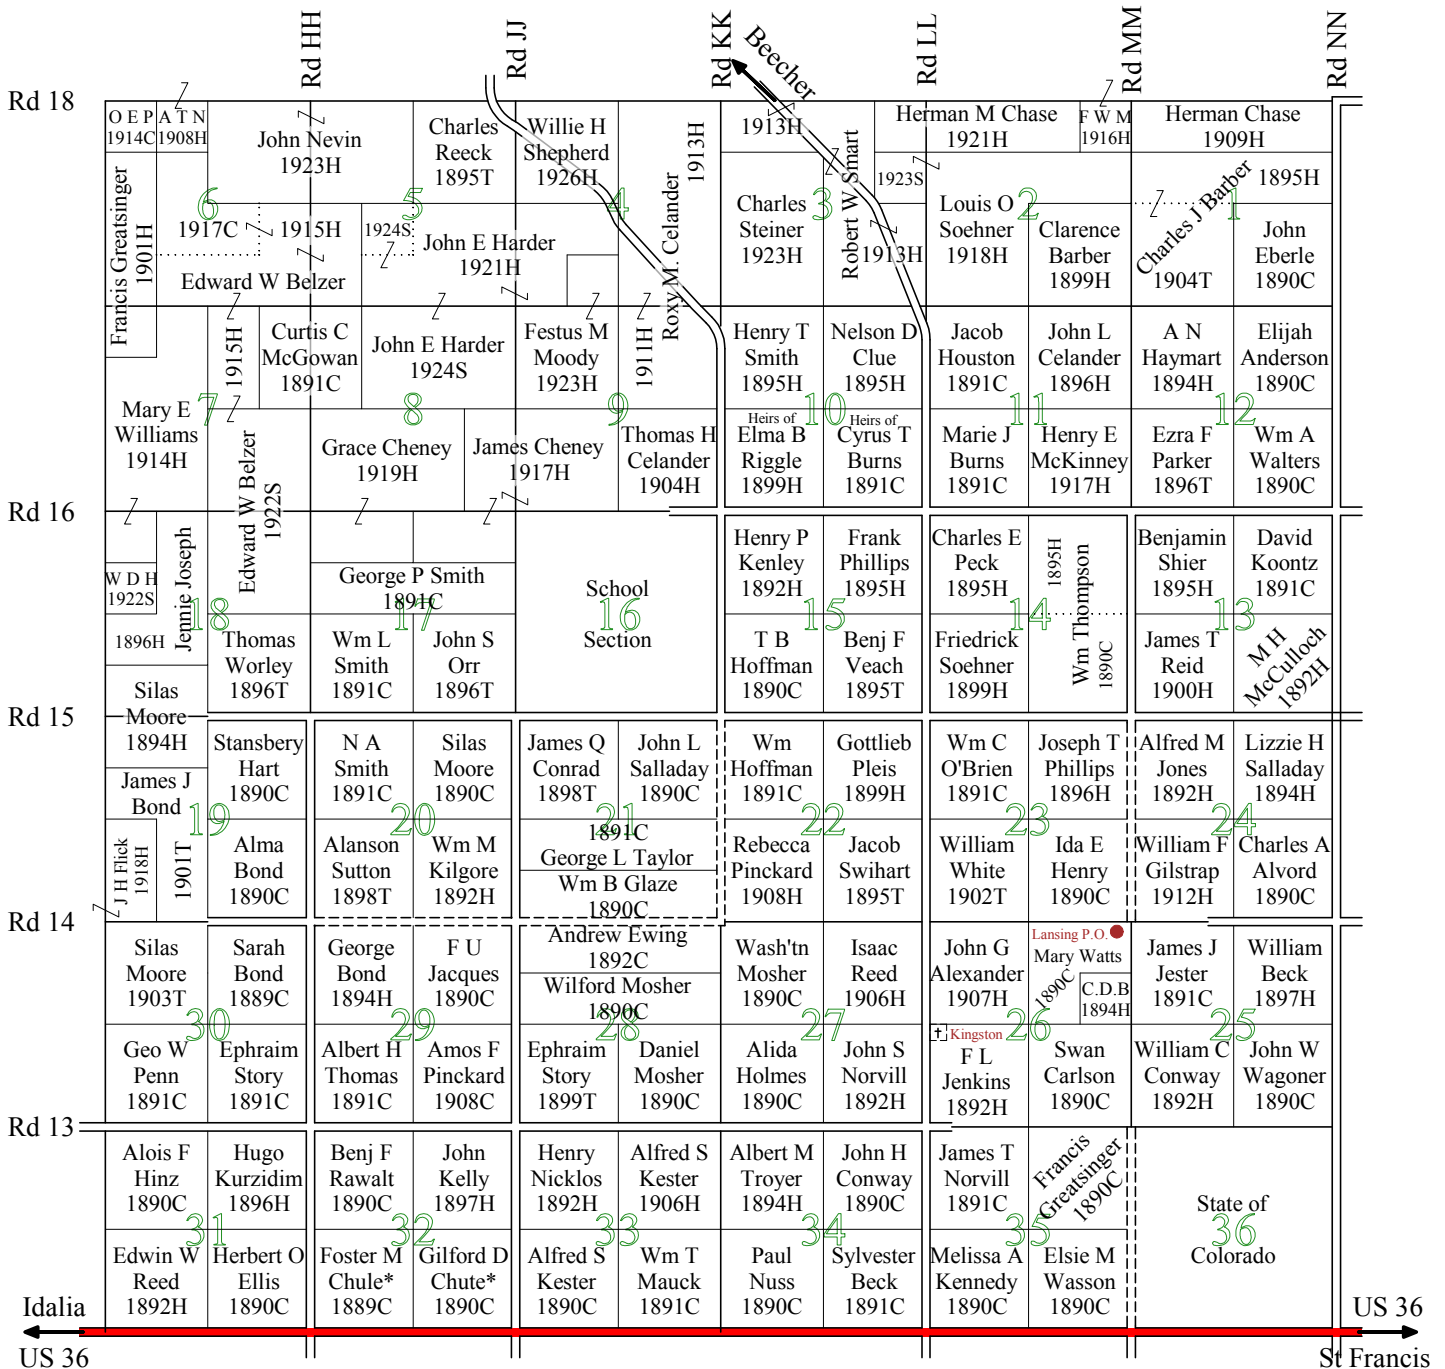 Rd HH
Rd JJ
Rd KK
Beecher
Rd LL
Rd MM
Rd NN
Rd 18
O E P
1914C
A T N
1908H
John Nevin
1923H
Charles
Reeck
1895T
Willie H
Shepherd
1926H
Roxy M. Celander
1913H
1913H
Robert W Smart
Herman M Chase
1921H
F W M
1916H
Herman Chase
1909H
Francis Greatsinger
1901H
6
1917C
1915H
Edward W Belzer
5
1924S
John E Harder
1921H
4
Charles
Steiner
1923H
3
1923S
1913H
Louis O
Soehner
1918H
2
Clarence
Barber
1899H
Charles J Barber
1904T
1895H
1
John
Eberle
1890C
1915H
Curtis C
McGowan
1891C
John E Harder
1924S
Festus M
Moody
1923H
1911H
Henry T
Smith
1895H
Nelson D
Clue
1895H
Jacob
Houston
1891C
John L
Celander
1896H
A N
Haymart
1894H
Elijah
Anderson
1890C
7
8
9
10
11
12
Mary E
Williams
1914H
Edward W Belzer
1922S
Grace Cheney
1919H
James Cheney
1917H
Thomas H
Celander
1904H
Heirs of
Elma B
Riggle
1899H
Heirs of
Cyrus T
Burns
1891C
Marie J
Burns
1891C
Henry E
McKinney
1917H
Ezra F
Parker
1896T
Wm A
Walters
1890C
Rd 16
W D H
1922S
Jennie Joseph
1896H
George P Smith
1891C
School
Section
Henry P
Kenley
1892H
Frank
Phillips
1895H
Charles E
Peck
1895H
1895H
Wm Thompson
1890C
Benjamin
Shier
1895H
David
Koontz
1891C
18
17
16
15
14
13
Thomas
Worley
1896T
Wm L
Smith
1891C
John S
Orr
1896T
T B
Hoffman
1890C
Benj F
Veach
1895T
Friedrick
Soehner
1899H
James T
Reid
1900H
M H
McCulloch
1892H
Rd 15
Silas
Moore
1894H
Stansbery
Hart
1890C
N A
Smith
1891C
Silas
Moore
1890C
James Q
Conrad
1898T
John L
Salladay
1890C
Wm
Hoffman
1891C
Gottlieb
Pleis
1899H
Wm C
O'Brien
1891C
Joseph T
Phillips
1896H
Alfred M
Jones
1892H
Lizzie H
Salladay
1894H
James J
Bond
1901T
19
20
21
22
23
24
J H Flick
1918H
Alma
Bond
1890C
Alanson
Sutton
1898T
Wm M
Kilgore
1892H
1891C
George L Taylor
Wm B Glaze
1890C
Rebecca
Pinckard
1908H
Jacob
Swihart
1895T
William
White
1902T
Ida E
Henry
1890C
William F
Gilstrap
1912H
Charles A
Alvord
1890C
Rd 14
Silas
Moore
1903T
Sarah
Bond
1889C
George
Bond
1894H
F U
Jacques
1890C
Andrew Ewing
1892C
Wilford Mosher
1890C
Wash'tn
Mosher
1890C
Isaac
Reed
1906H
John G
Alexander
1907H
Lansing P.O.
Mary Watts
1890C
C.D.B
1894H
James J
Jester
1891C
William
Beck
1897H
30
29
28
27
26
25
Geo W
Penn
1891C
Ephraim
Story
1891C
Albert H
Thomas
1891C
Amos F
Pinckard
1908C
Ephraim
Story
1899T
Daniel
Mosher
1890C
Alida
Holmes
1890C
John S
Norvill
1892H
Kingston
F L
Jenkins
1892H
Swan
Carlson
1890C
William C
Conway
1892H
John W
Wagoner
1890C
Rd 13
Alois F
Hinz
1890C
Hugo
Kurzidim
1896H
Benj F
Rawalt
1890C
John
Kelly
1897H
Henry
Nicklos
1892H
Alfred S
Kester
1906H
Albert M
Troyer
1894H
John H
Conway
1890C
James T
Norvill
1891C
Francis
Greatsinger
1890C
State of
Colorado
31
32
33
34
35
36
Edwin W
Reed
1892H
Herbert O
Ellis
1890C
Foster M
Chule*
1889C
Gilford D
Chute*
1890C
Alfred S
Kester
1890C
Wm T
Mauck
1891C
Paul
Nuss
1890C
Sylvester
Beck
1891C
Melissa A
Kennedy
1890C
Elsie M
Wasson
1890C
Idalia
US 36
US 36
St Francis